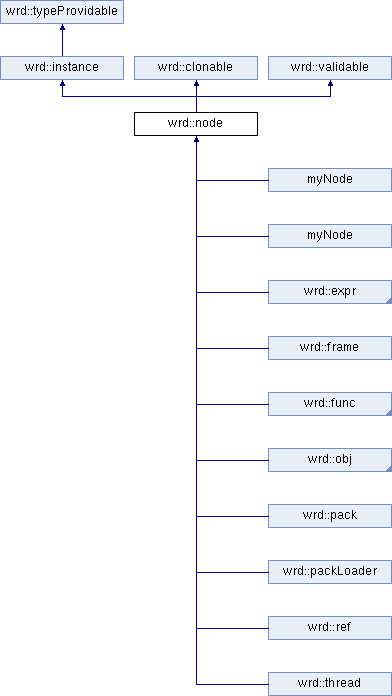 wrd::typeProvidable
wrd::instance
wrd::clonable
wrd::validable
wrd::node
myNode
myNode
wrd::expr
wrd::frame
wrd::func
wrd::obj
wrd::pack
wrd::packLoader
wrd::ref
wrd::thread